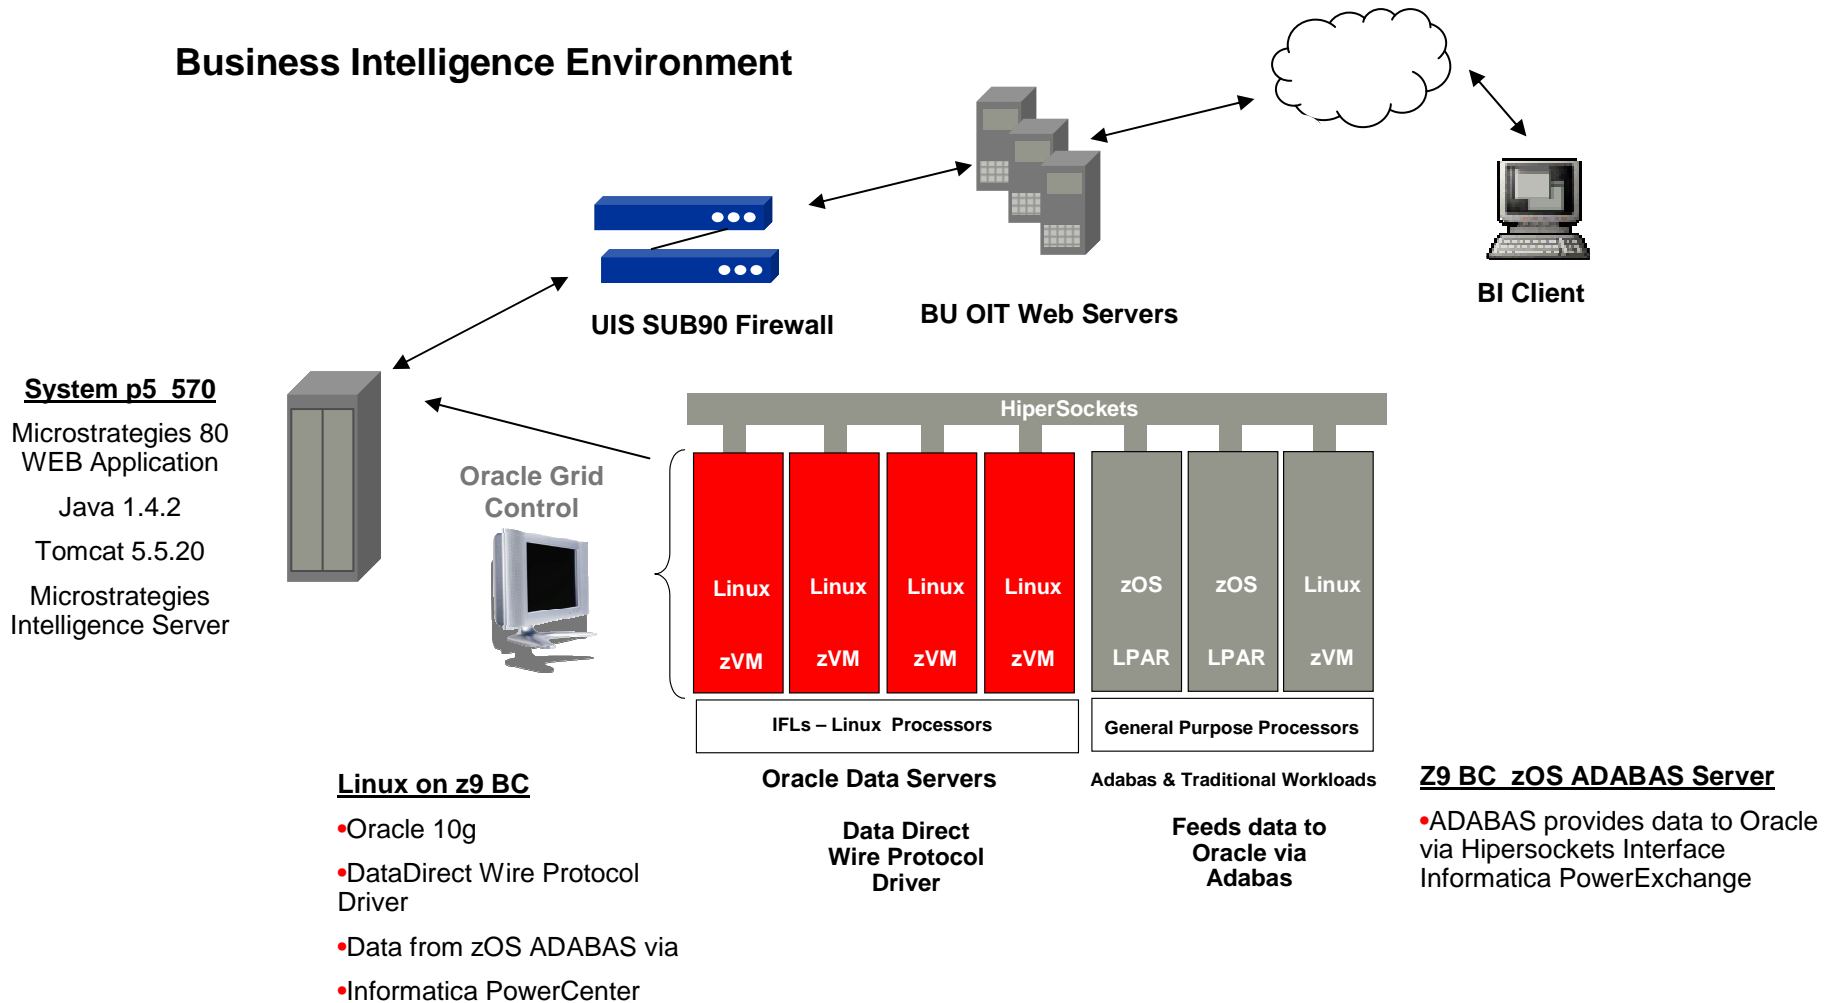 Business Intelligence Environment
BI Client
BU OIT Web Servers
UIS SUB90 Firewall
System p5  570
Microstrategies 80
WEB Application
Java 1.4.2
Tomcat 5.5.20
Microstrategies
Intelligence Server
Oracle Grid
Control
HiperSockets
Linux
Linux
Linux
Linux
zOS
zOS
Linux
zVM
zVM
zVM
zVM
LPAR
LPAR
zVM
IFLs – Linux  Processors
General Purpose Processors
Oracle Data Servers
Adabas & Traditional Workloads
Data Direct
Wire Protocol
Driver
Feeds data to
Oracle via
Adabas
Linux on z9 BC
•Oracle 10g
•DataDirect Wire Protocol
Driver
•Data from zOS ADABAS via
•Informatica PowerCenter
Z9 BC  zOS ADABAS Server
•ADABAS provides data to Oracle
via Hipersockets Interface
Informatica PowerExchange